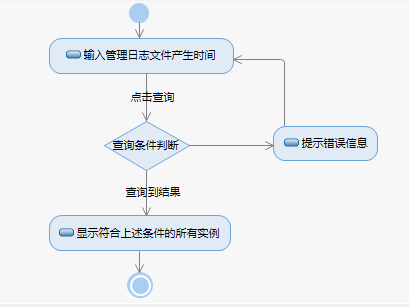 输入管理日志文件产生时间
点击查询
查询条件判断
提示错误信息
查询到结果
显示符合上述条件的所有实例